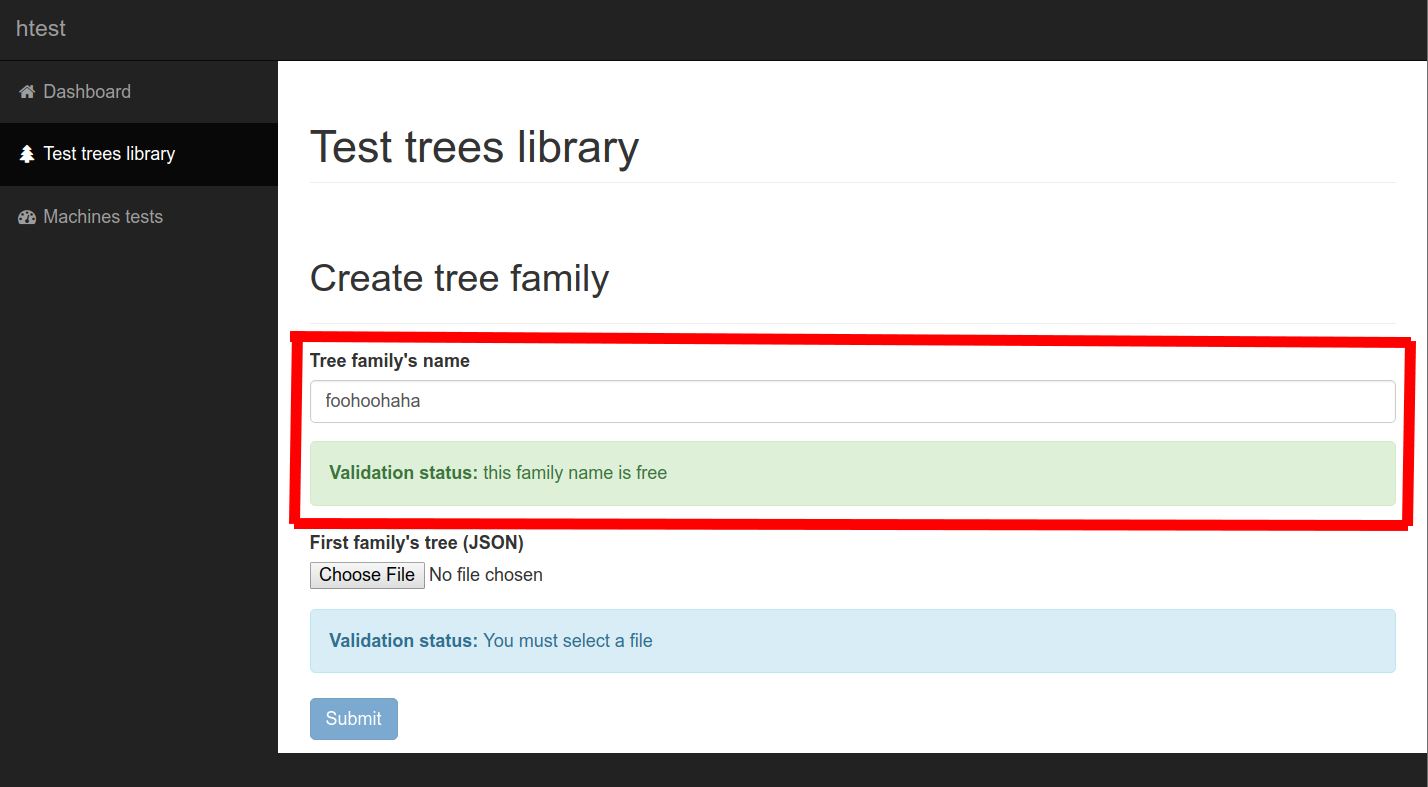 htest
Dashboard
Test trees library
Machines tests
Test trees library
Create tree family
Tree family's name
foohoohaha
Validation status: this family name is free
First family's tree (JSON)
Choose File No file chosen
Validation status: You must select a file
Submit